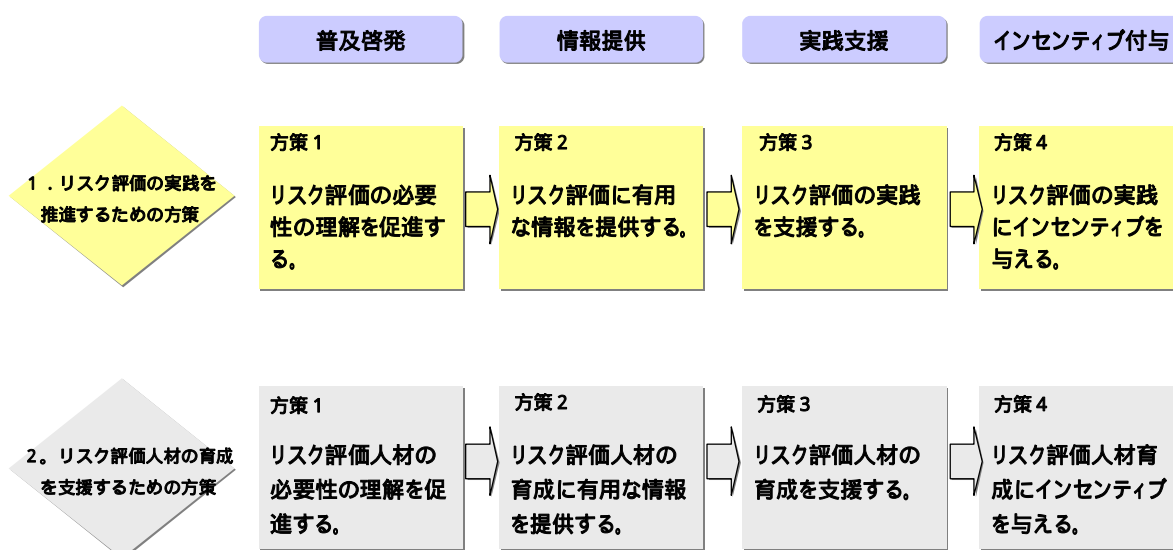 普及啓発
情報提供
実践支援
インセンティブ付与
１．リスク評価の実践を
推進するための方策
方策１
リスク評価の必要
性の理解を促進す
る。
方策２
リスク評価に有用
な情報を提供する。
方策３
リスク評価の実践
を支援する。
方策４
リスク評価の実践
にインセンティブを
与える。
２。リスク評価人材の育成
を支援するための方策
方策１
リスク評価人材の
必要性の理解を促
進する。
方策２
リスク評価人材の
育成に有用な情報
を提供する。
方策３
リスク評価人材の
育成を支援する。
方策４
リスク評価人材育
成にインセンティブ
を与える。